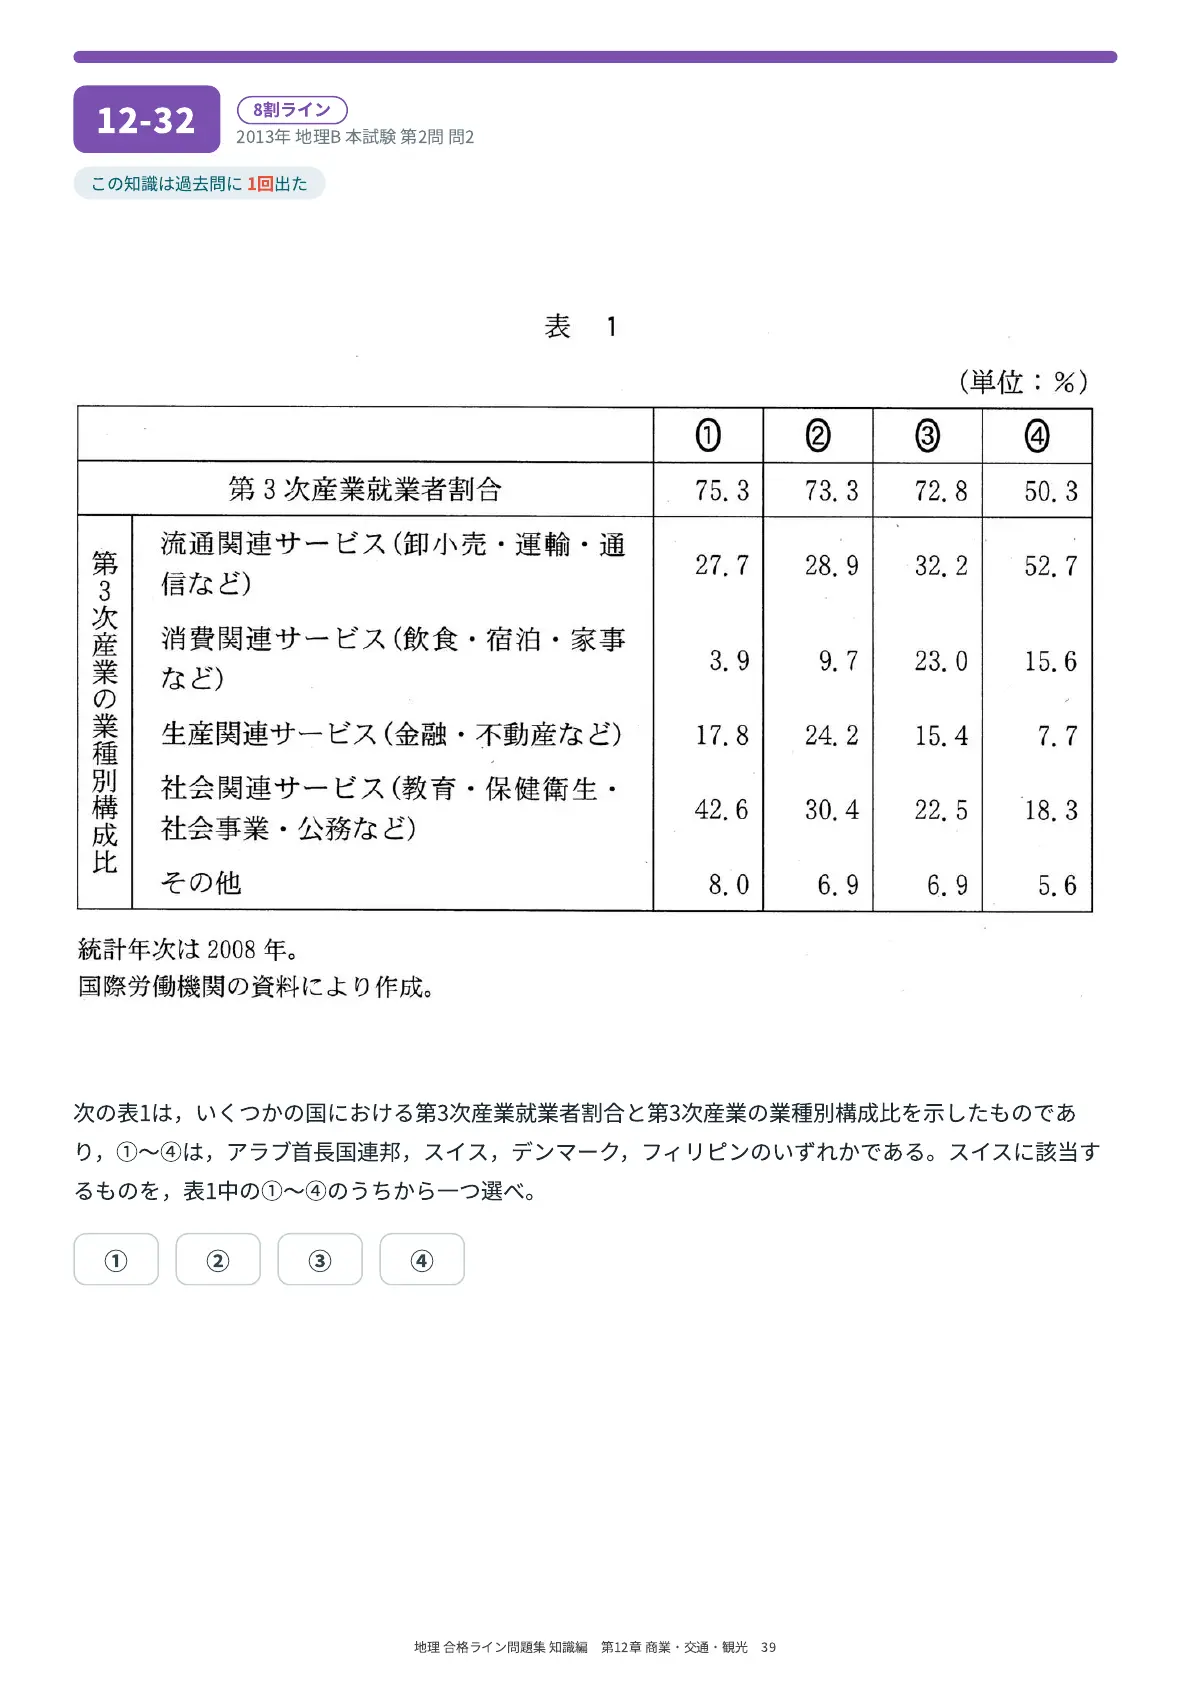 12-32
8割ライン
2013年 地理B 本試験 第2問 問2
この知識は過去問に 1回出た
表 1
(単位：％)
① ② ③ ④
第3次産業就業者割合 75.3 73.3 72.8 50.3
第3次産業の業種別構成比
流通関連サービス(卸小売・運輸・通
信など) 27.7 28.9 32.2 52.7
消費関連サービス(飲食・宿泊・家事
など) 3.9 9.7 23.0 15.6
生産関連サービス(金融・不動産など) 17.8 24.2 15.4 7.7
社会関連サービス(教育・保健衛生・
社会事業・公務など) 42.6 30.4 22.5 18.3
その他 8.0 6.9 6.9 5.6
統計年次は2008年。
国際労働機関の資料により作成。
次の表1は，いくつかの国における第3次産業就業者割合と第3次産業の業種別構成比を示したものであ
り，①～④は，アラブ首長国連邦，スイス，デンマーク，フィリピンのいずれかである。スイスに該当す
るものを，表1中の①～④のうちから一つ選べ。
① ② ③ ④
地理 合格ライン問題集 知識編 第12章 商業・交通・観光 39